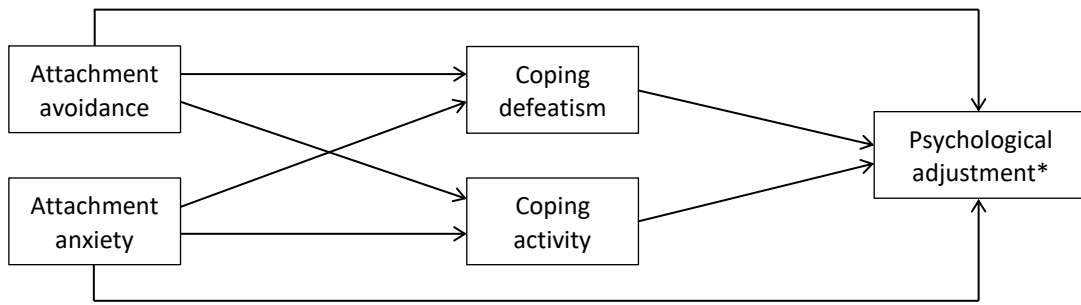 Attachment
avoidance
Coping
defeatism
Psychological
adjustment*
Attachment
anxiety
Coping
activity